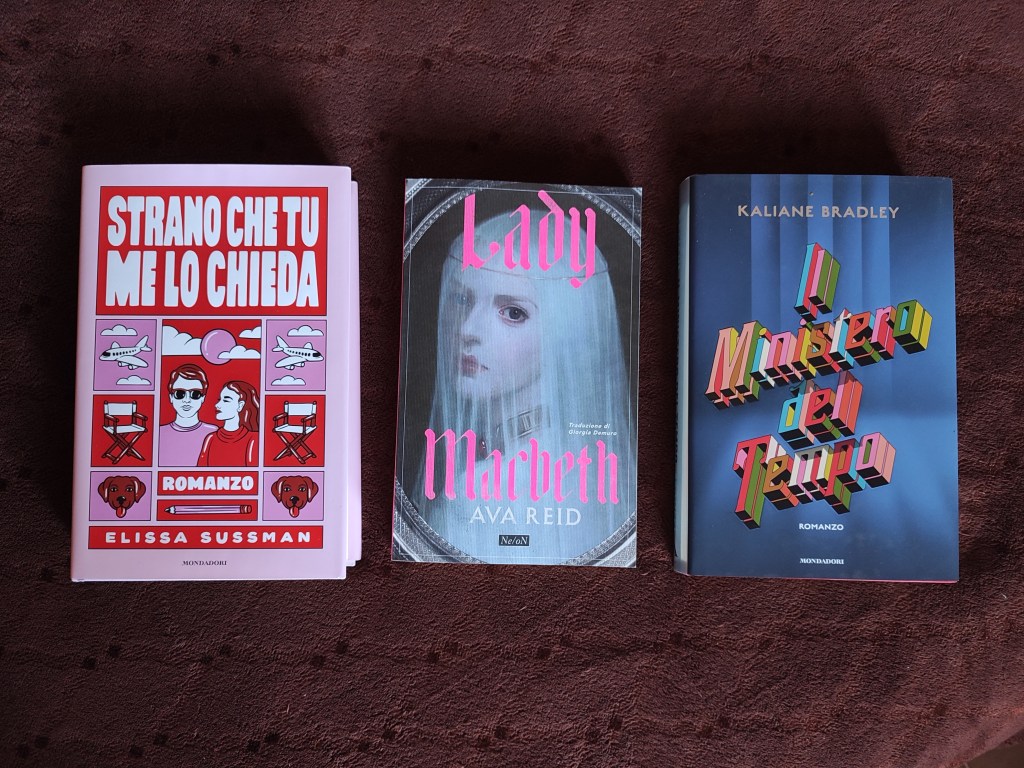 STRANO CHE TU
ME LO CHIEDA
ROMANZO
ELISSA SUSSMAN
MONDADORI
Lady
Traduzione di
Giorgia Demuro
Macbeth
AVA REID
Ne/oN
KALIANE BRADLEY
Il
Ministero
del
Tempo
ROMANZO
MONDADORI